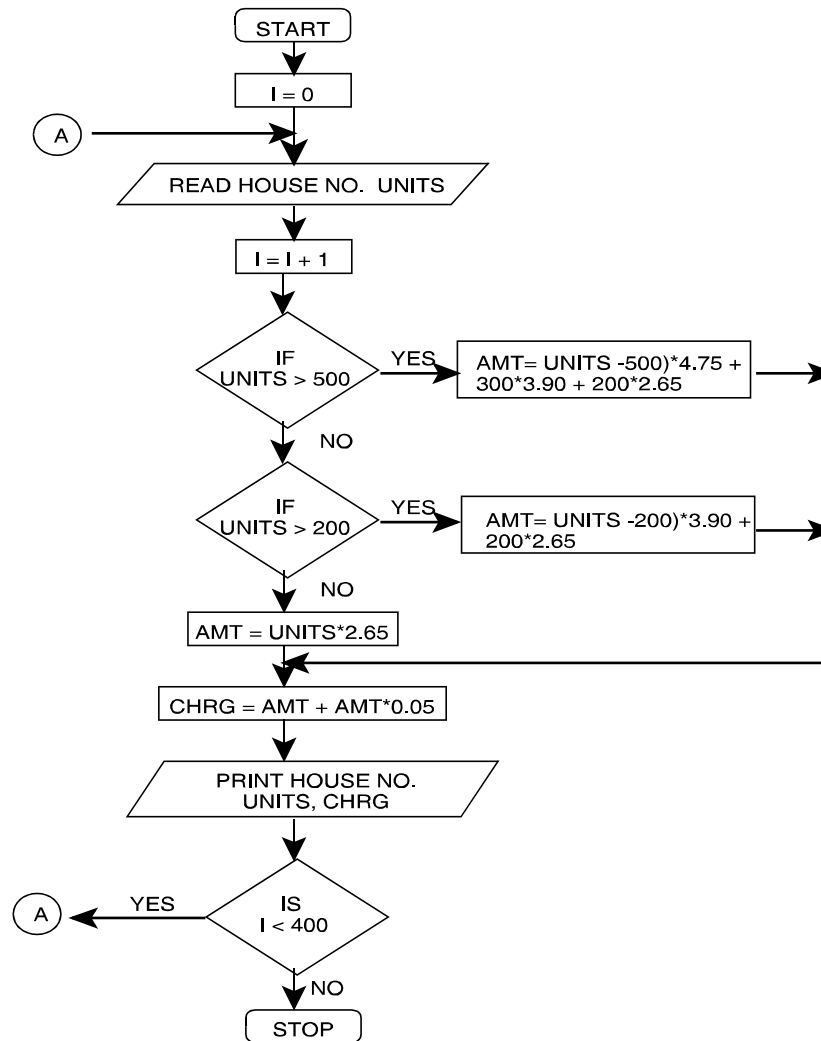 START
I = 0
A
READ HOUSE NO. UNITS
I = I + 1
IF
UNITS > 500
YES
AMT= UNITS -500)*4.75 +
300*3.90 + 200*2.65
NO
IF
UNITS > 200
YES
AMT= UNITS -200)*3.90 +
200*2.65
NO
AMT = UNITS*2.65
CHRG = AMT + AMT*0.05
PRINT HOUSE NO.
UNITS, CHRG
IS
I < 400
YES
A
NO
STOP